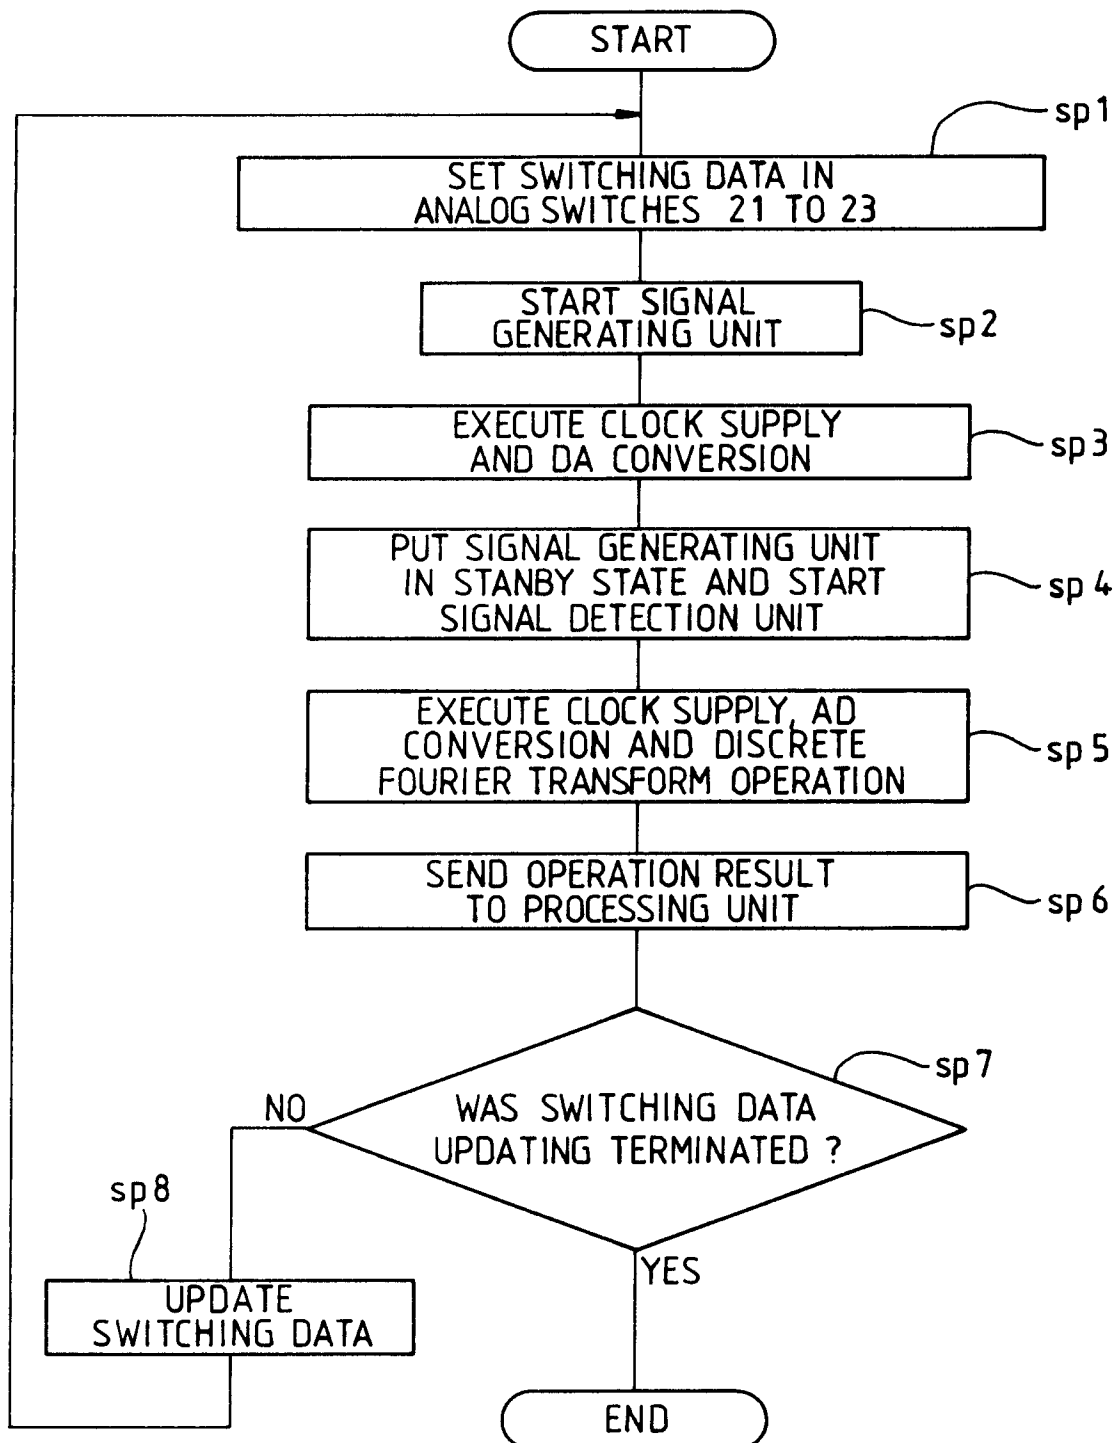 START
sp1
SET SWITCHING DATA IN
ANALOG SWITCHES 21 TO 23
START SIGNAL
GENERATING UNIT
sp2
EXECUTE CLOCK SUPPLY
AND DA CONVERSION
sp3
PUT SIGNAL GENERATING UNIT
IN STANBY STATE AND START
SIGNAL DETECTION UNIT
sp4
EXECUTE CLOCK SUPPLY, AD
CONVERSION AND DISCRETE
FOURIER TRANSFORM OPERATION
sp5
SEND OPERATION RESULT
TO PROCESSING UNIT
sp6
sp7
NO
WAS SWITCHING DATA
UPDATING TERMINATED ?
sp8
YES
UPDATE
SWITCHING DATA
END